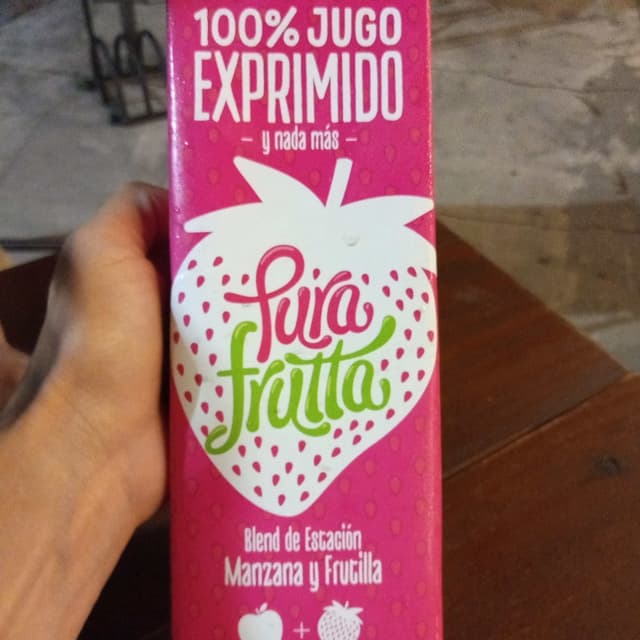 100% JUGO
EXPRIMIDO
- y nada más -
Pura
frutta
Blend de Estación
Manzana y Frutilla
+